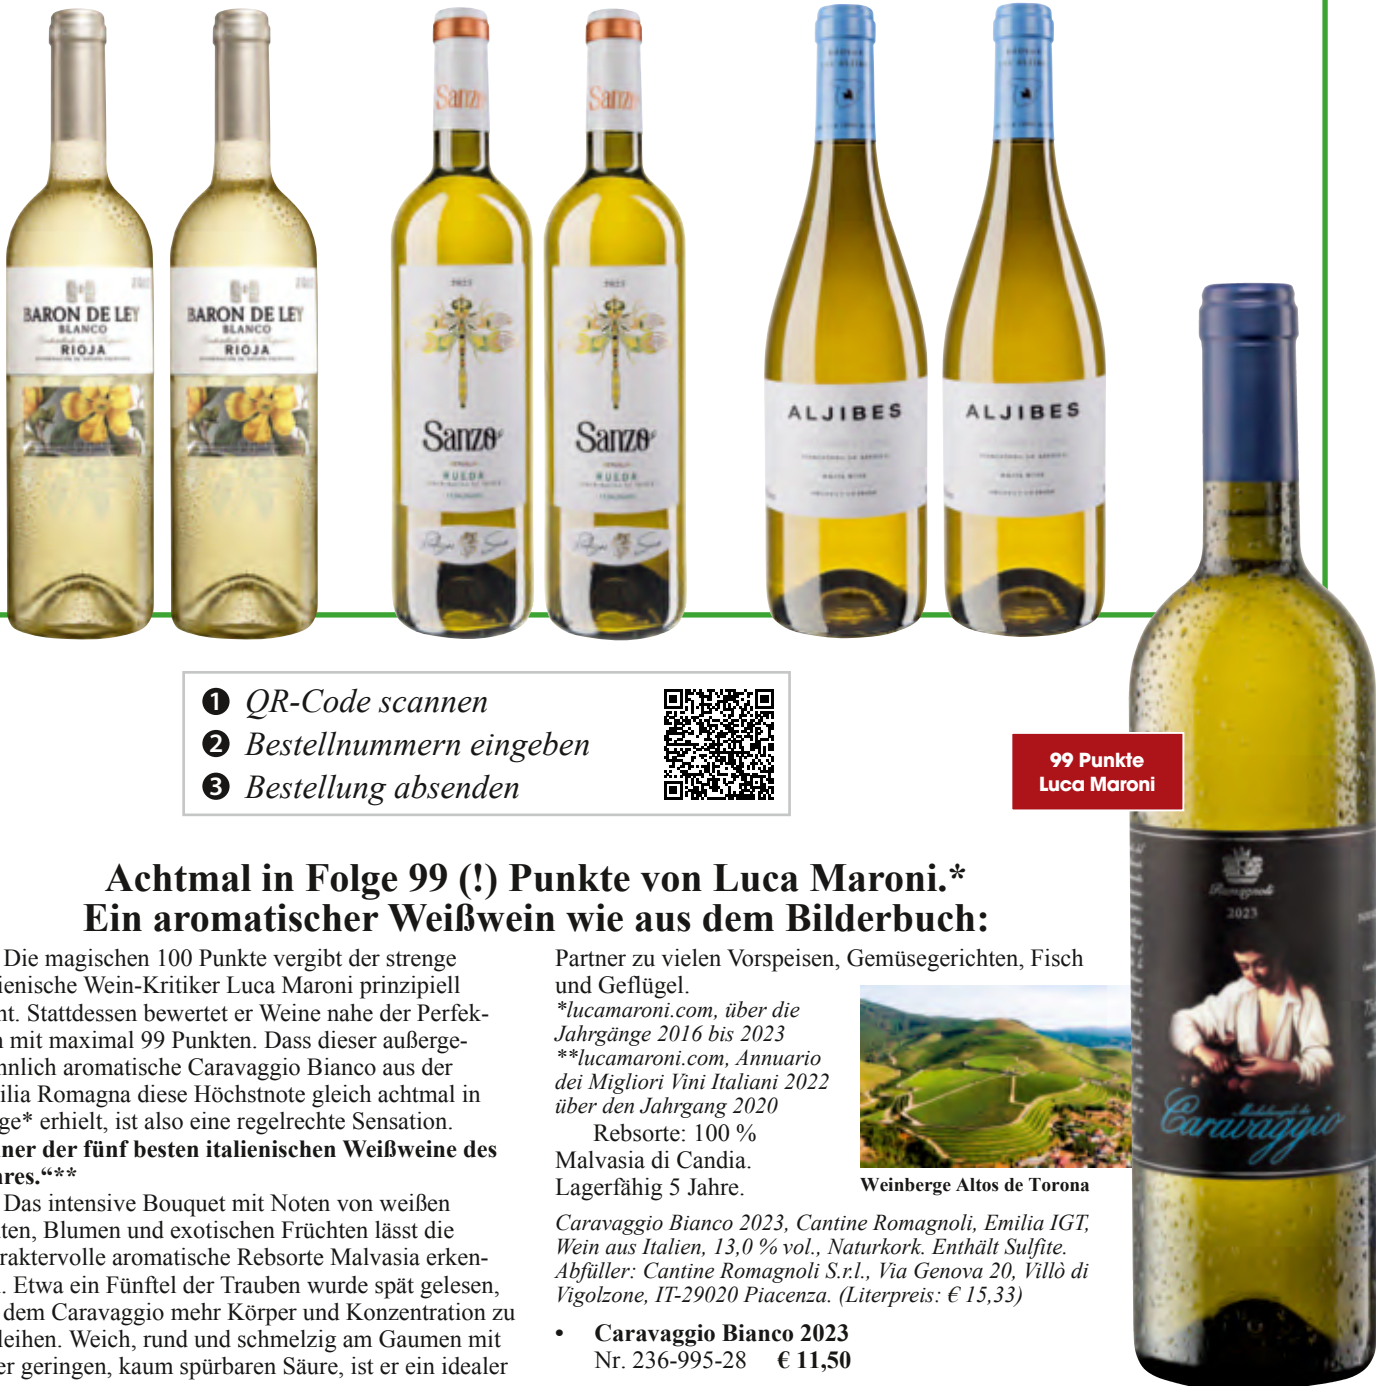 BARON DE LEY
BLANCO
RIOJA
BARON DE LEY
BLANCO
RIOJA
Sanzo
2023
Sanzo
RUEDA
Sanzo
2023
Sanzo
RUEDA
ALJIBES
WHITE WINE
ALJIBES
WHITE WINE
❶ QR-Code scannen
❷ Bestellnummern eingeben
❸ Bestellung absenden
99 Punkte
Luca Maroni
Romagnoli
2023
Caravaggio
Achtmal in Folge 99 (!) Punkte von Luca Maroni.*
Ein aromatischer Weißwein wie aus dem Bilderbuch:
Die magischen 100 Punkte vergibt der strenge
ienische Wein-Kritiker Luca Maroni prinzipiell
nt. Stattdessen bewertet er Weine nahe der Perfek-
n mit maximal 99 Punkten. Dass dieser außerge-
hnlich aromatische Caravaggio Bianco aus der
ilia Romagna diese Höchstnote gleich achtmal in
ge* erhielt, ist also eine regelrechte Sensation.
ner der fünf besten italienischen Weißweine des
ares.“**
Das intensive Bouquet mit Noten von weißen
ten, Blumen und exotischen Früchten lässt die
raktervolle aromatische Rebsorte Malvasia erken-
. Etwa ein Fünftel der Trauben wurde spät gelesen,
dem Caravaggio mehr Körper und Konzentration zu
leihen. Weich, rund und schmelzig am Gaumen mit
er geringen, kaum spürbaren Säure, ist er ein idealer
Partner zu vielen Vorspeisen, Gemüsegerichten, Fisch
und Geflügel.
*lucamaroni.com, über die
Jahrgänge 2016 bis 2023
**lucamaroni.com, Annuario
dei Migliori Vini Italiani 2022
über den Jahrgang 2020
Rebsorte: 100 %
Malvasia di Candia.
Lagerfähig 5 Jahre.
Weinberge Altos de Torona
Caravaggio Bianco 2023, Cantine Romagnoli, Emilia IGT,
Wein aus Italien, 13,0 % vol., Naturkork. Enthält Sulfite.
Abfüller: Cantine Romagnoli S.r.l., Via Genova 20, Villò di
Vigolzone, IT-29020 Piacenza. (Literpreis: € 15,33)
• Caravaggio Bianco 2023
Nr. 236-995-28 € 11,50